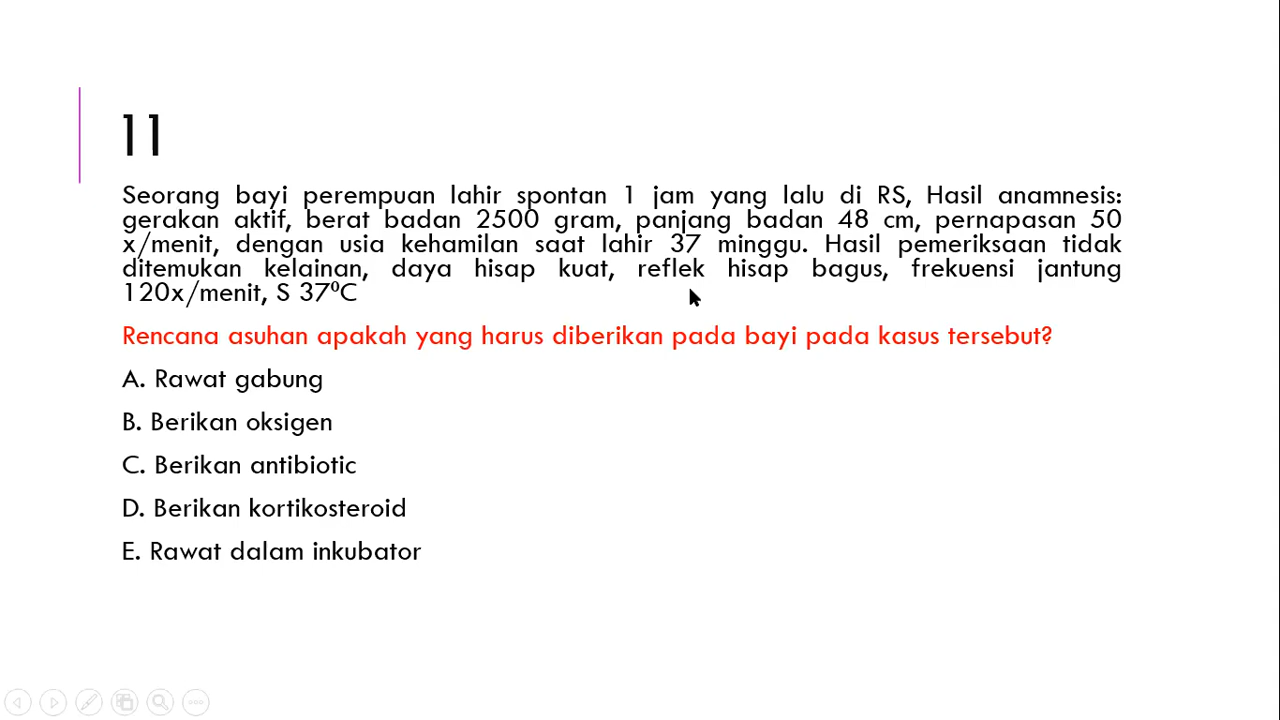 11
Seorang bayi perempuan lahir spontan 1 jam yang lalu di RS, Hasil anamnesis:
gerakan aktif, berat badan 2500 gram, panjang badan 48 cm, pernapasan 50
x/menit, dengan usia kehamilan saat lahir 37 minggu. Hasil pemeriksaan tidak
ditemukan kelainan, daya hisap kuat, reflek hisap bagus, frekuensi jantung
120x/menit, S 37⁰C
Rencana asuhan apakah yang harus diberikan pada bayi pada kasus tersebut?
A. Rawat gabung
B. Berikan oksigen
C. Berikan antibiotic
D. Berikan kortikosteroid
E. Rawat dalam inkubator